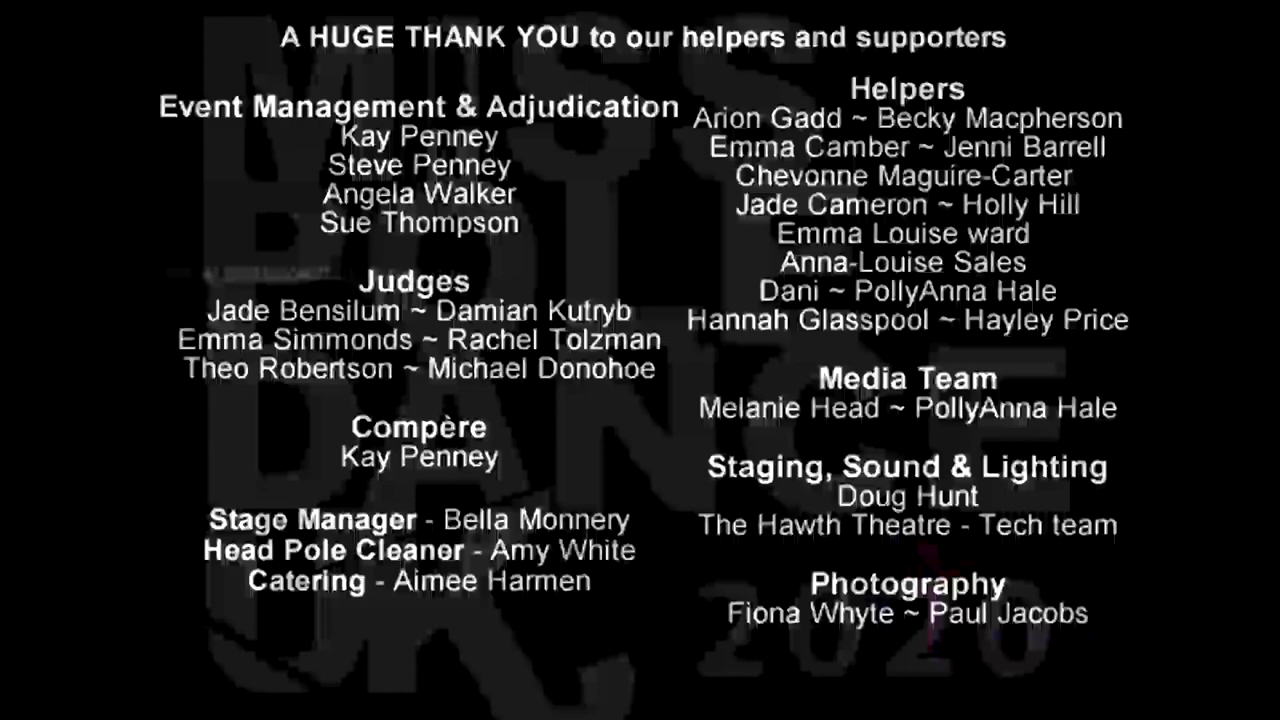 A HUGE THANK YOU to our helpers and supporters
Event Management & Adjudication
Kay Penney
Steve Penney
Angela Walker
Sue Thompson
Judges
Jade Bensilum ~ Damian Kutryb
Emma Simmonds ~ Rachel Tolzman
Theo Robertson ~ Michael Donohoe
Compère
Kay Penney
Stage Manager - Bella Monnery
Head Pole Cleaner - Amy White
Catering - Aimee Harmen
Helpers
Arion Gadd ~ Becky Macpherson
Emma Camber ~ Jenni Barrell
Chevonne Maguire-Carter
Jade Cameron ~ Holly Hill
Emma Louise ward
Anna-Louise Sales
Dani ~ PollyAnna Hale
Hannah Glasspool ~ Hayley Price
Media Team
Melanie Head ~ PollyAnna Hale
Staging, Sound & Lighting
Doug Hunt
The Hawth Theatre - Tech team
Photography
Fiona Whyte ~ Paul Jacobs
MISS
POLE
DANCE
UK
2020